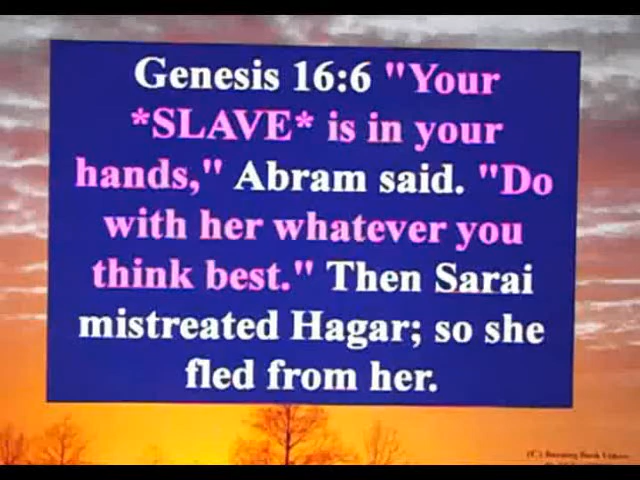 Genesis 16:6 "Your
*SLAVE* is in your
hands," Abram said. "Do
with her whatever you
think best." Then Sarai
mistreated Hagar; so she
fled from her.